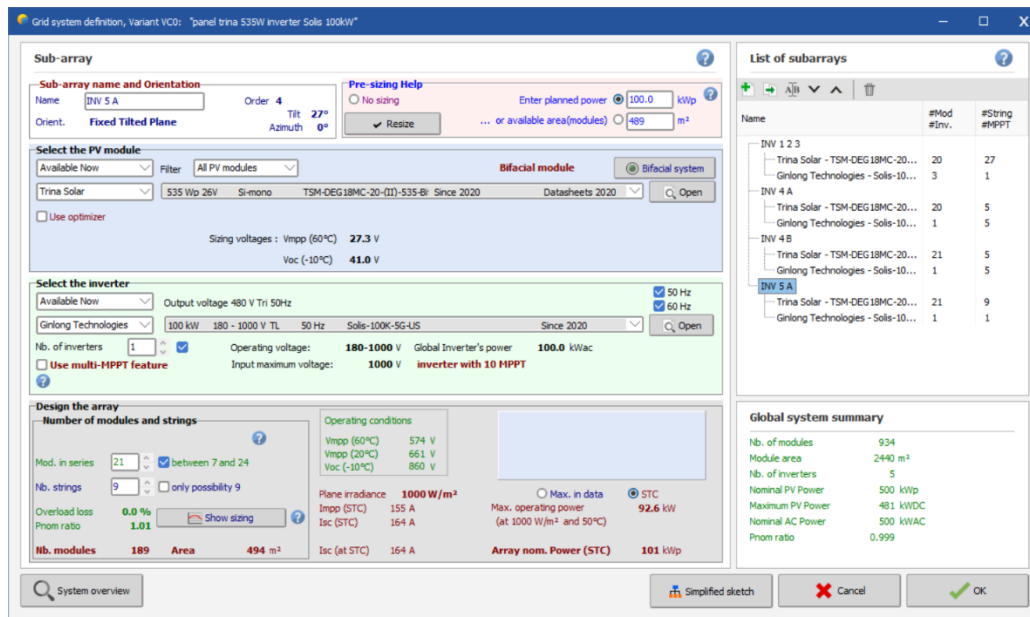 Grid system definition, Variant VC0: "panel trina 535W inverter Solis 100kW"
Sub-array
Sub-array name and Orientation
Name INV 5 A Order 4
Tilt 27°
Orient. Fixed Tilted Plane Azimuth 0°
Pre-sizing Help
No sizing Enter planned power 100.0 kWp
Resize ... or available area(modules) 489 m²
Select the PV module
Available Now Filter All PV modules Bifacial module Bifacial system
Trina Solar 535 Wp 26V Si-mono TSM-DEG18MC-20-(II)-535-Bi Since 2020 Datasheets 2020 Open
Use optimizer
Sizing voltages : Vmpp (60°C) 27.3 V
Voc (-10°C) 41.0 V
Select the inverter
Available Now Output voltage 480 V Tri 50Hz 50 Hz
60 Hz
Ginlong Technologies 100 kW 180 - 1000 V TL 50 Hz Solis-100K-5G-US Since 2020 Open
Nb. of inverters 1 Operating voltage: 180-1000 V Global Inverter's power 100.0 kWac
Use multi-MPPT feature Input maximum voltage: 1000 V inverter with 10 MPPT
Design the array
Number of modules and strings
Mod. in series 21 between 7 and 24
Nb. strings 9 only possibility 9
Overload loss 0.0 %
Pnom ratio 1.01 Show sizing
Nb. modules 189 Area 494 m²
Operating conditions
Vmpp (60°C) 574 V
Vmpp (20°C) 661 V
Voc (-10°C) 860 V
Plane irradiance 1000 W/m² Max. in data STC
Impp (STC) 155 A Max. operating power 92.6 kW
Isc (STC) 164 A (at 1000 W/m² and 50°C)
Isc (at STC) 164 A Array nom. Power (STC) 101 kWp
List of subarrays
Name #Mod #String
#Inv. #MPPT
INV 1 2 3
Trina Solar - TSM-DEG18MC-20... 20 27
Ginlong Technologies - Solis-10... 3 1
INV 4 A
Trina Solar - TSM-DEG18MC-20... 20 5
Ginlong Technologies - Solis-10... 1 5
INV 4 B
Trina Solar - TSM-DEG18MC-20... 21 5
Ginlong Technologies - Solis-10... 1 5
INV 5 A
Trina Solar - TSM-DEG18MC-20... 21 9
Ginlong Technologies - Solis-10... 1 1
Global system summary
Nb. of modules 934
Module area 2440 m²
Nb. of inverters 5
Nominal PV Power 500 kWp
Maximum PV Power 481 kWDC
Nominal AC Power 500 kWAC
Pnom ratio 0.999
System overview Simplified sketch Cancel OK